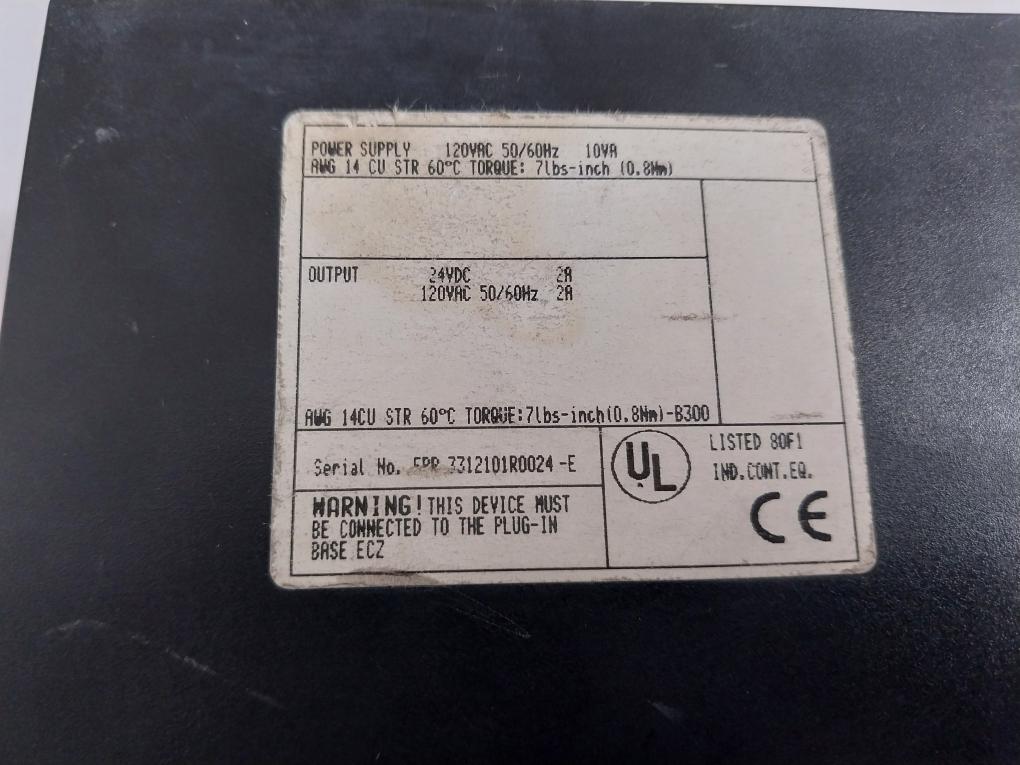 POWER SUPPLY 120VAC 50/60Hz 10VA
AWG 14 CU STR 60°C TORQUE: 7lbs-inch (0.8Nm)
OUTPUT 24VDC 2A
120VAC 50/60Hz 2A
AWG 14CU STR 60°C TORQUE:7lbs-inch(0.8Nm)-B300
Serial No. 3312101R0024-E
WARNING! THIS DEVICE MUST
BE CONNECTED TO THE PLUG-IN
BASE ECZ
UL
LISTED 80F1
IND.CONT.EQ.
CE